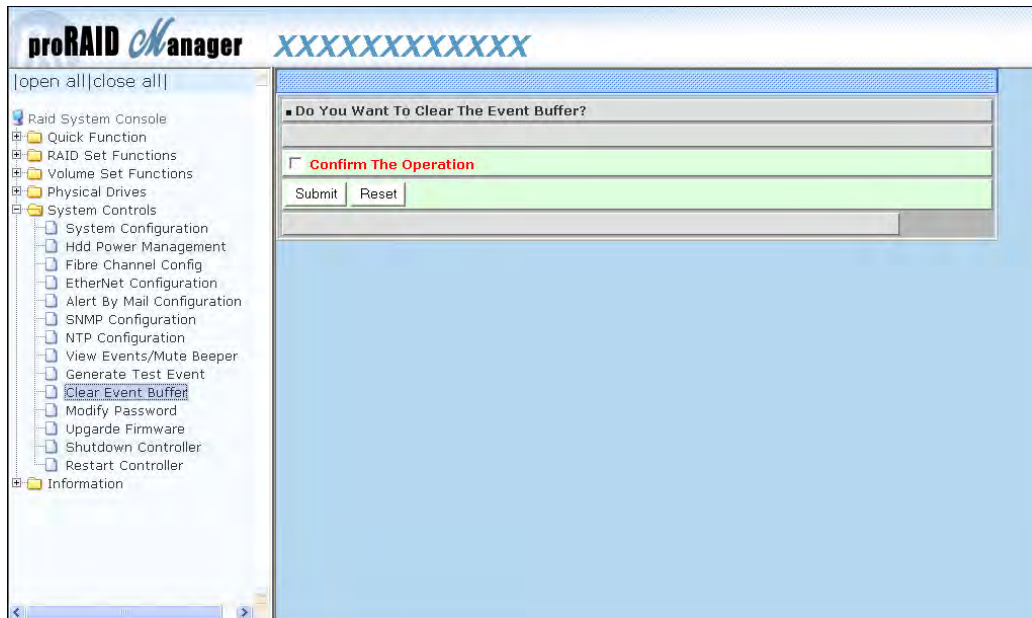 proRAID Manager
XXXXXXXXXXXX
|open all|close all|
Raid System Console
Quick Function
RAID Set Functions
Volume Set Functions
Physical Drives
System Controls
System Configuration
Hdd Power Management
Fibre Channel Config
EtherNet Configuration
Alert By Mail Configuration
SNMP Configuration
NTP Configuration
View Events/Mute Beeper
Generate Test Event
Clear Event Buffer
Modify Password
Upgarde Firmware
Shutdown Controller
Restart Controller
Information
Do You Want To Clear The Event Buffer?
Confirm The Operation
Submit Reset